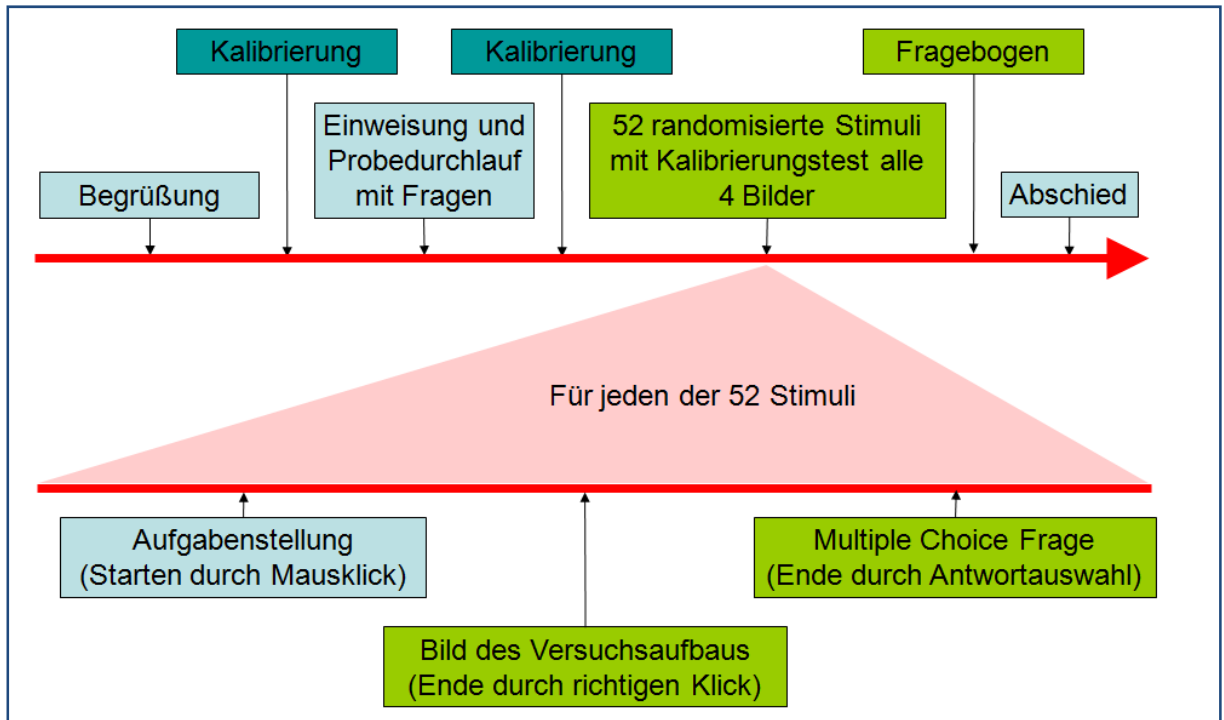 Kalibrierung
Kalibrierung
Fragebogen
Einweisung und
Probedurchlauf
mit Fragen
52 randomisierte Stimuli
mit Kalibrierungstest alle
4 Bilder
Begrüßung
Abschied
Für jeden der 52 Stimuli
Aufgabenstellung
(Starten durch Mausklick)
Multiple Choice Frage
(Ende durch Antwortauswahl)
Bild des Versuchsaufbaus
(Ende durch richtigen Klick)